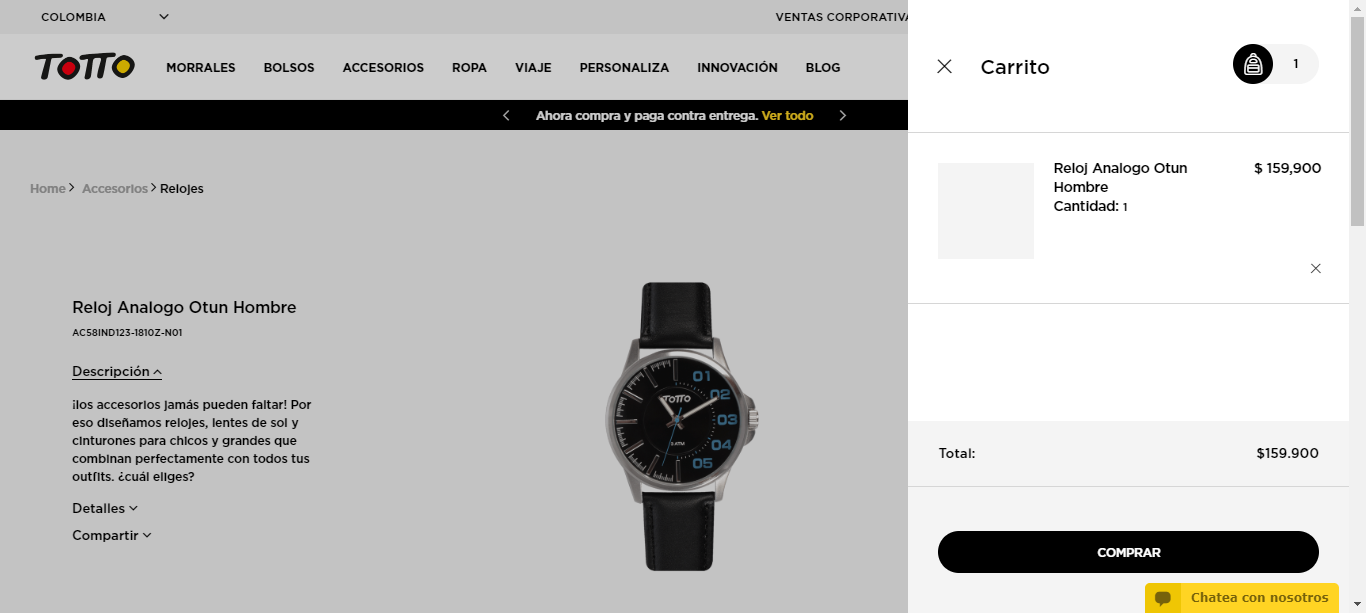 COLOMBIA
VENTAS CORPORATIVA
TOTTO
MORRALES BOLSOS ACCESORIOS ROPA VIAJE PERSONALIZA INNOVACIÓN BLOG
Ahora compra y paga contra entrega. Ver todo
Home Accesorios Relojes
Reloj Analogo Otun Hombre
AC58IND123-1810Z-N01
Descripción
¡los accesorios jamás pueden faltar! Por
eso diseñamos relojes, lentes de sol y
cinturones para chicos y grandes que
combinan perfectamente con todos tus
outfits. ¿cuál eliges?
Detalles
Compartir
01
02
03
04
05
TOTTO
3 ATM
Carrito
1
Reloj Analogo Otun
Hombre
$ 159,900
Cantidad: 1
Total: $159.900
COMPRAR
Chatea con nosotros